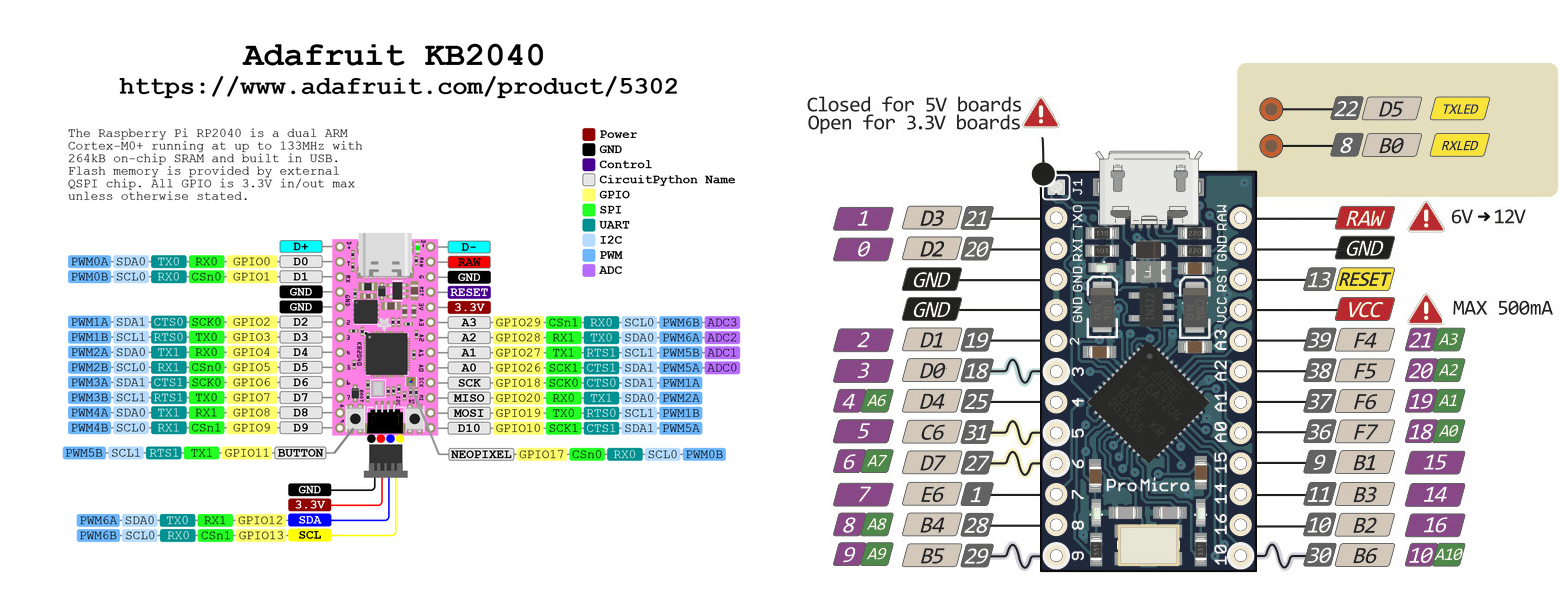 Adafruit KB2040
https://www.adafruit.com/product/5302
The Raspberry Pi RP2040 is a dual ARM
Cortex-M0+ running at up to 133MHz with
264kB on-chip SRAM and built in USB.
Flash memory is provided by external
QSPI chip. All GPIO is 3.3V in/out max
unless otherwise stated.
Power
GND
Control
CircuitPython Name
GPIO
SPI
UART
I2C
PWM
ADC
D+
PWM0A SDA0 TX0 RX0 GPIO0 D0
PWM0B SCL0 RX0 CSn0 GPIO1 D1
GND
GND
PWM1A SDA1 CTS0 SCK0 GPIO2 D2
PWM1B SCL1 RTS0 TX0 GPIO3 D3
PWM2A SDA0 TX1 RX0 GPIO4 D4
PWM2B SCL0 RX1 CSn0 GPIO5 D5
PWM3A SDA1 CTS1 SCK0 GPIO6 D6
PWM3B SCL1 RTS1 TX0 GPIO7 D7
PWM4A SDA0 TX1 RX1 GPIO8 D8
PWM4B SCL0 RX1 CSn1 GPIO9 D9
PWM5B SCL1 RTS1 TX1 GPIO11 BUTTON
GND
3.3V
PWM6A SDA0 TX0 RX1 GPIO12 SDA
PWM6B SCL0 RX0 CSn1 GPIO13 SCL
D-
RAW
GND
RESET
3.3V
A3 GPIO29 CSn1 RX0 SCL0 PWM6B ADC3
A2 GPIO28 RX1 TX0 SDA0 PWM6A ADC2
A1 GPIO27 TX1 RTS1 SCL1 PWM5B ADC1
A0 GPIO26 SCK1 CTS1 SDA1 PWM5A ADC0
SCK GPIO18 SCK0 CTS0 SDA1 PWM1A
MISO GPIO20 RX0 TX1 SDA0 PWM2A
MOSI GPIO19 TX0 RTS0 SCL1 PWM1B
D10 GPIO10 SCK1 CTS1 SDA1 PWM5A
NEOPIXEL GPIO17 CSn0 RX0 SCL0 PWM0B
Closed for 5V boards
Open for 3.3V boards
22 D5 TXLED
8 B0 RXLED
1 D3 21
0 D2 20
GND
GND
2 D1 19
3 D0 18
4 A6 D4 25
5 C6 31
6 A7 D7 27
7 E6 1
8 A8 B4 28
9 A9 B5 29
J1
TXO
RXI
GND
GND
2
3
4
5
6
7
8
9
ProMicro
RAW
GND
RST
VCC
A3
A2
A1
A0
15
14
16
10
RAW 6V→12V
GND
13 RESET
VCC MAX 500mA
39 F4 21 A3
38 F5 20 A2
37 F6 19 A1
36 F7 18 A0
9 B1 15
11 B3 14
10 B2 16
30 B6 10 A10